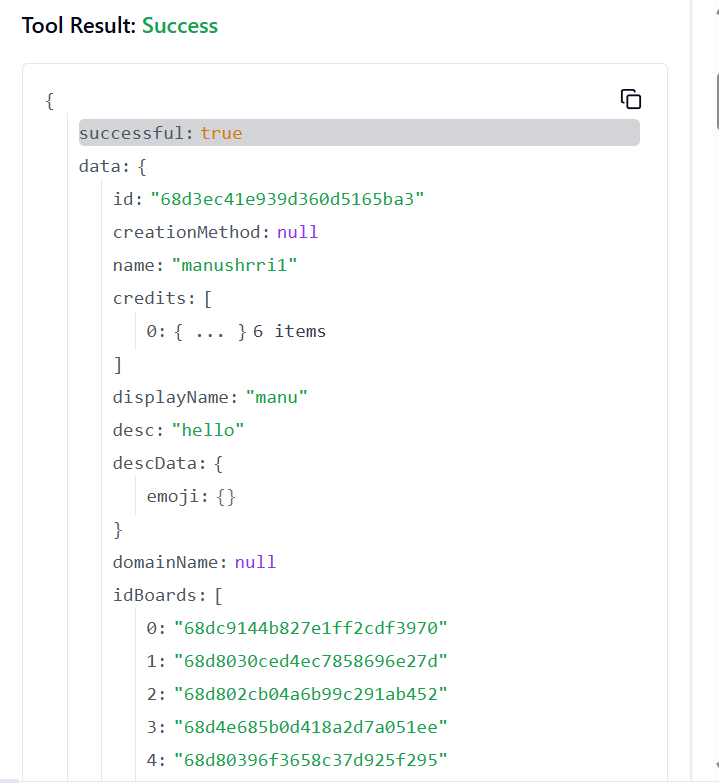 Tool Result: Success
{
successful: true
data: {
id: "68d3ec41e939d360d5165ba3"
creationMethod: null
name: "manushrri1"
credits: [
0: { ... } 6 items
]
displayName: "manu"
desc: "hello"
descData: {
emoji: {}
}
domainName: null
idBoards: [
0: "68dc9144b827e1ff2cdf3970"
1: "68d8030ced4ec7858696e27d"
2: "68d802cb04a6b99c291ab452"
3: "68d4e685b0d418a2d7a051ee"
4: "68d80396f3658c37d925f295"